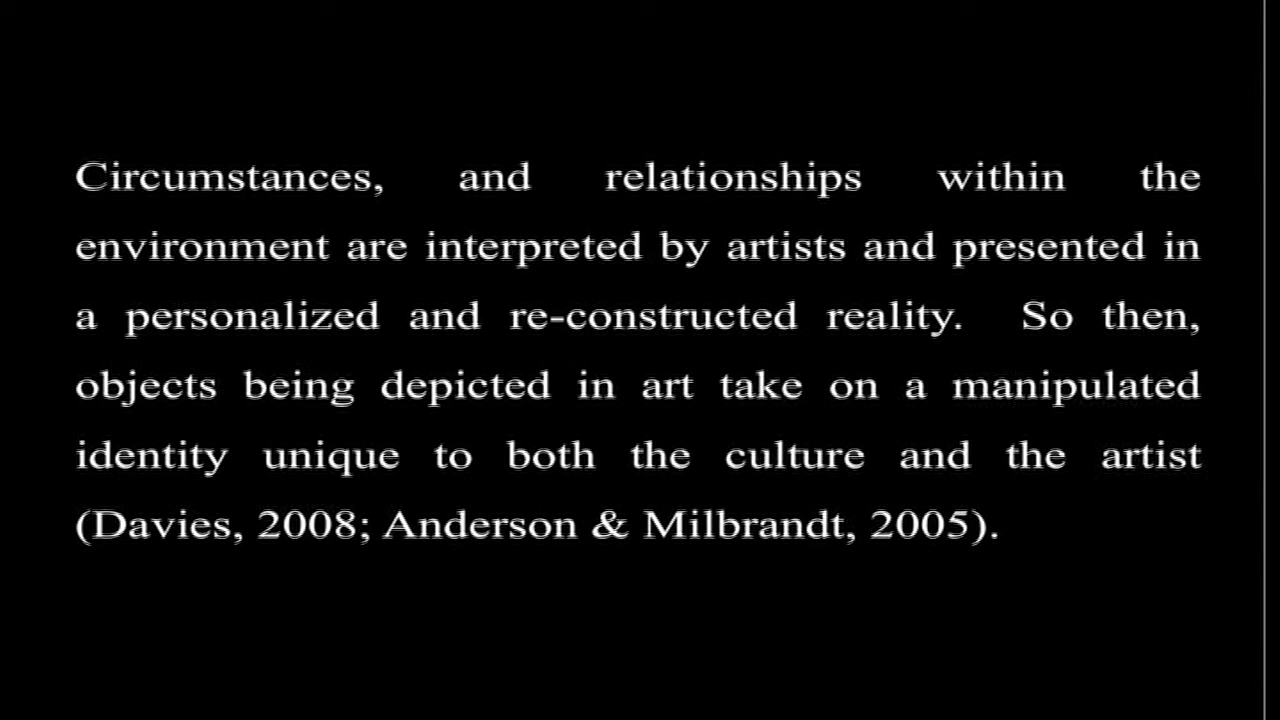 Circumstances, and relationships within the
environment are interpreted by artists and presented in
a personalized and re-constructed reality.  So then,
objects being depicted in art take on a manipulated
identity unique to both the culture and the artist
(Davies, 2008; Anderson & Milbrandt, 2005).